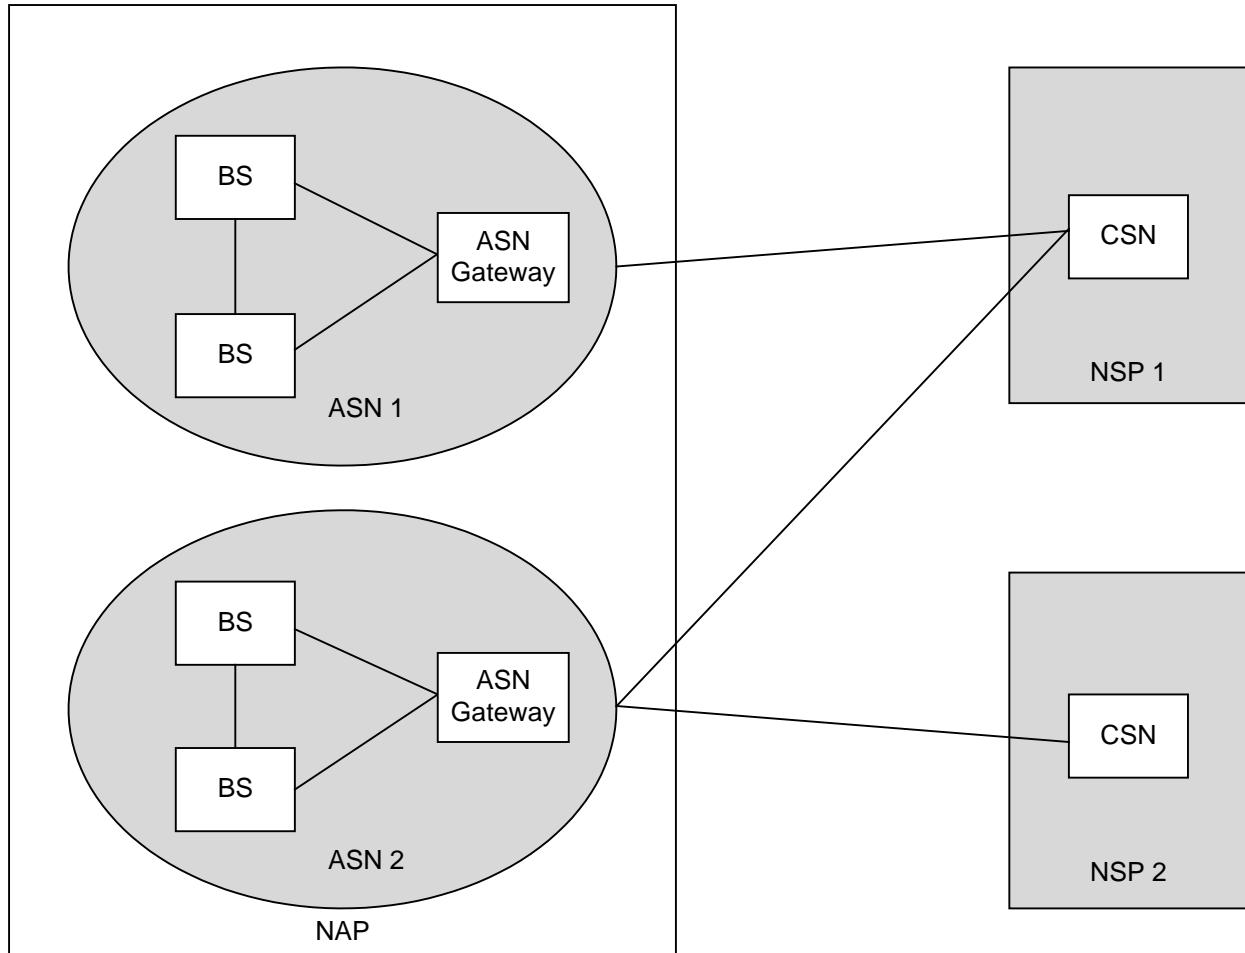 BS
ASN
Gateway
BS
ASN 1
CSN
NSP 1
BS
ASN
Gateway
BS
ASN 2
NAP
CSN
NSP 2